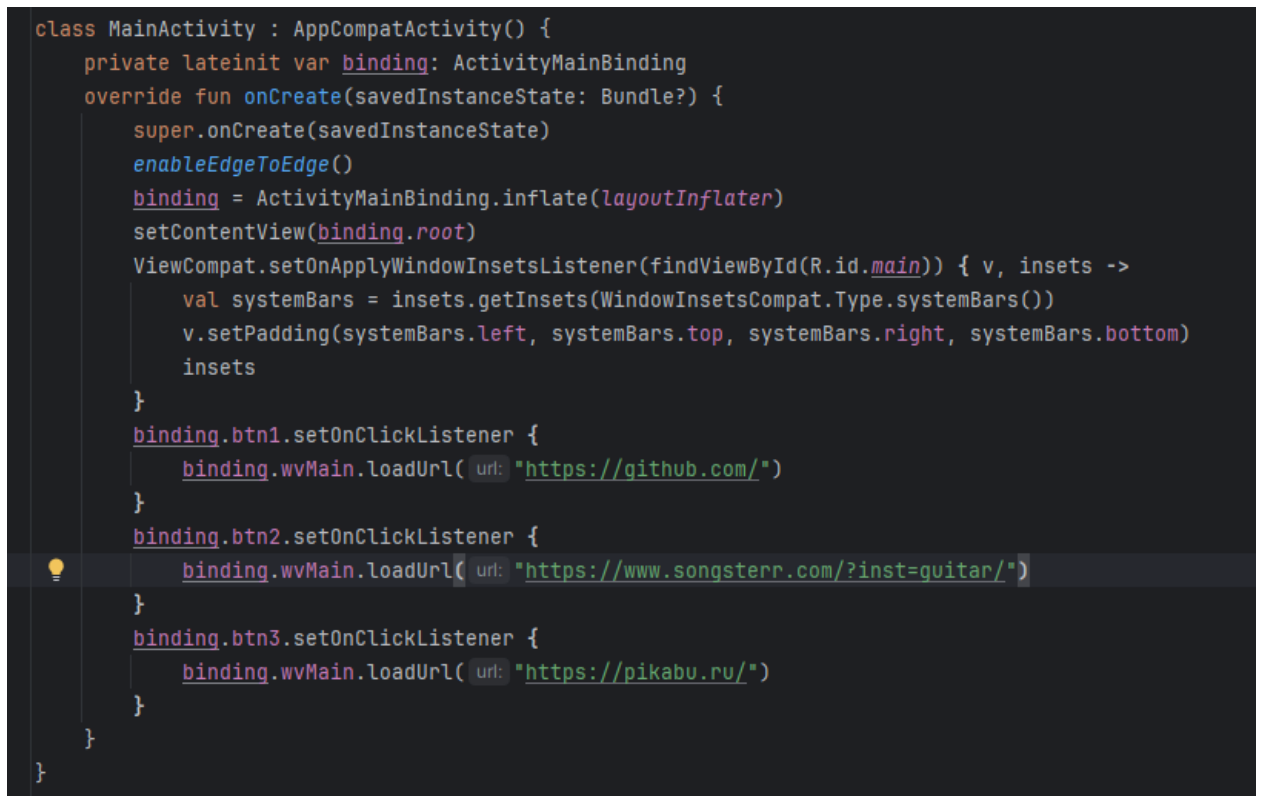 class MainActivity : AppCompatActivity() {
    private lateinit var binding: ActivityMainBinding
    override fun onCreate(savedInstanceState: Bundle?) {
        super.onCreate(savedInstanceState)
        enableEdgeToEdge()
        binding = ActivityMainBinding.inflate(layoutInflater)
        setContentView(binding.root)
        ViewCompat.setOnApplyWindowInsetsListener(findViewById(R.id.main)) { v, insets ->
            val systemBars = insets.getInsets(WindowInsetsCompat.Type.systemBars())
            v.setPadding(systemBars.left, systemBars.top, systemBars.right, systemBars.bottom)
            insets
        }
        binding.btn1.setOnClickListener {
            binding.wvMain.loadUrl( url: "https://github.com/")
        }
        binding.btn2.setOnClickListener {
            binding.wvMain.loadUrl( url: "https://www.songsterr.com/?inst=guitar/")
        }
        binding.btn3.setOnClickListener {
            binding.wvMain.loadUrl( url: "https://pikabu.ru/")
        }
    }
}